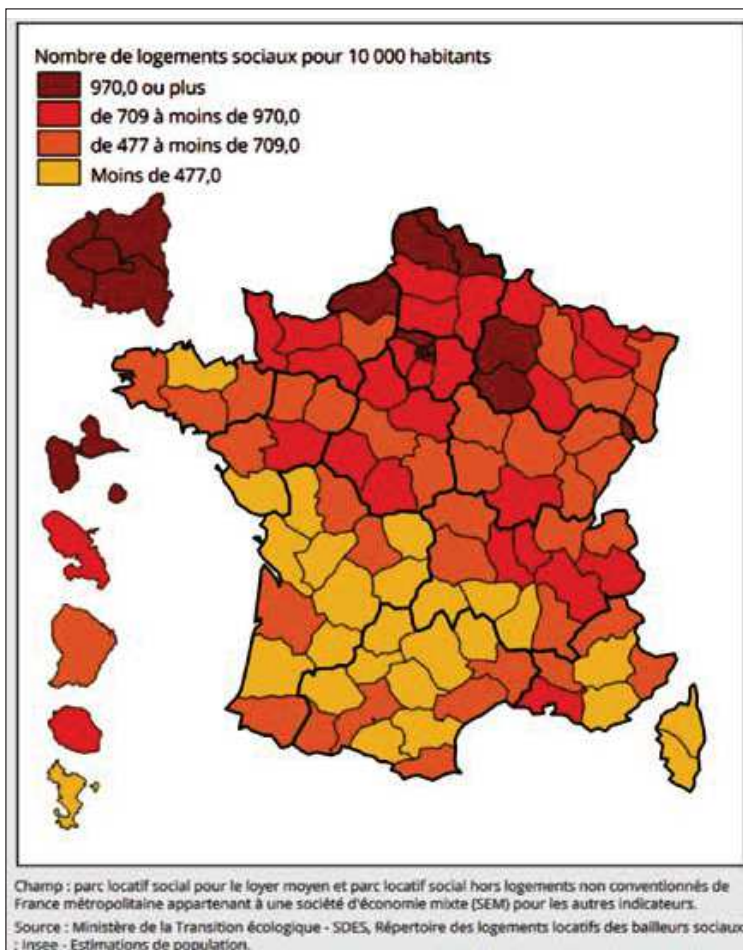 Nombre de logements sociaux pour 10 000 habitants
970,0 ou plus
de 709 à moins de 970,0
de 477 à moins de 709,0
Moins de 477,0
Champ : parc locatif social pour le loyer moyen et parc locatif social hors logements non conventionnés de
France métropolitaine appartenant à une société d'économie mixte (SEM) pour les autres indicateurs.
Source : Ministère de la Transition écologique - SDES, Répertoire des logements locatifs des bailleurs sociaux
; Insee - Estimations de population.